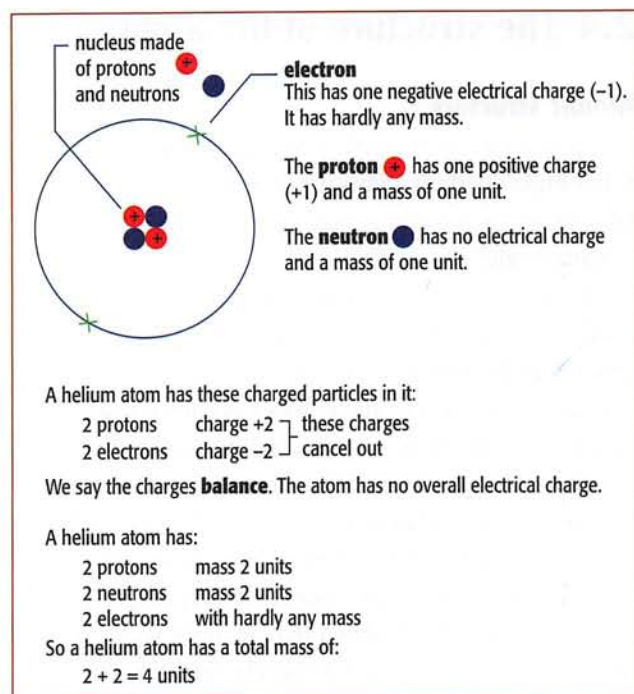 nucleus made
of protons
and neutrons
+
electron
This has one negative electrical charge (–1).
It has hardly any mass.
The proton + has one positive charge
(+1) and a mass of one unit.
The neutron has no electrical charge
and a mass of one unit.
+
+
A helium atom has these charged particles in it:
2 protons charge +2 these charges
2 electrons charge –2 cancel out
We say the charges balance. The atom has no overall electrical charge.
A helium atom has:
2 protons mass 2 units
2 neutrons mass 2 units
2 electrons with hardly any mass
So a helium atom has a total mass of:
2 + 2 = 4 units